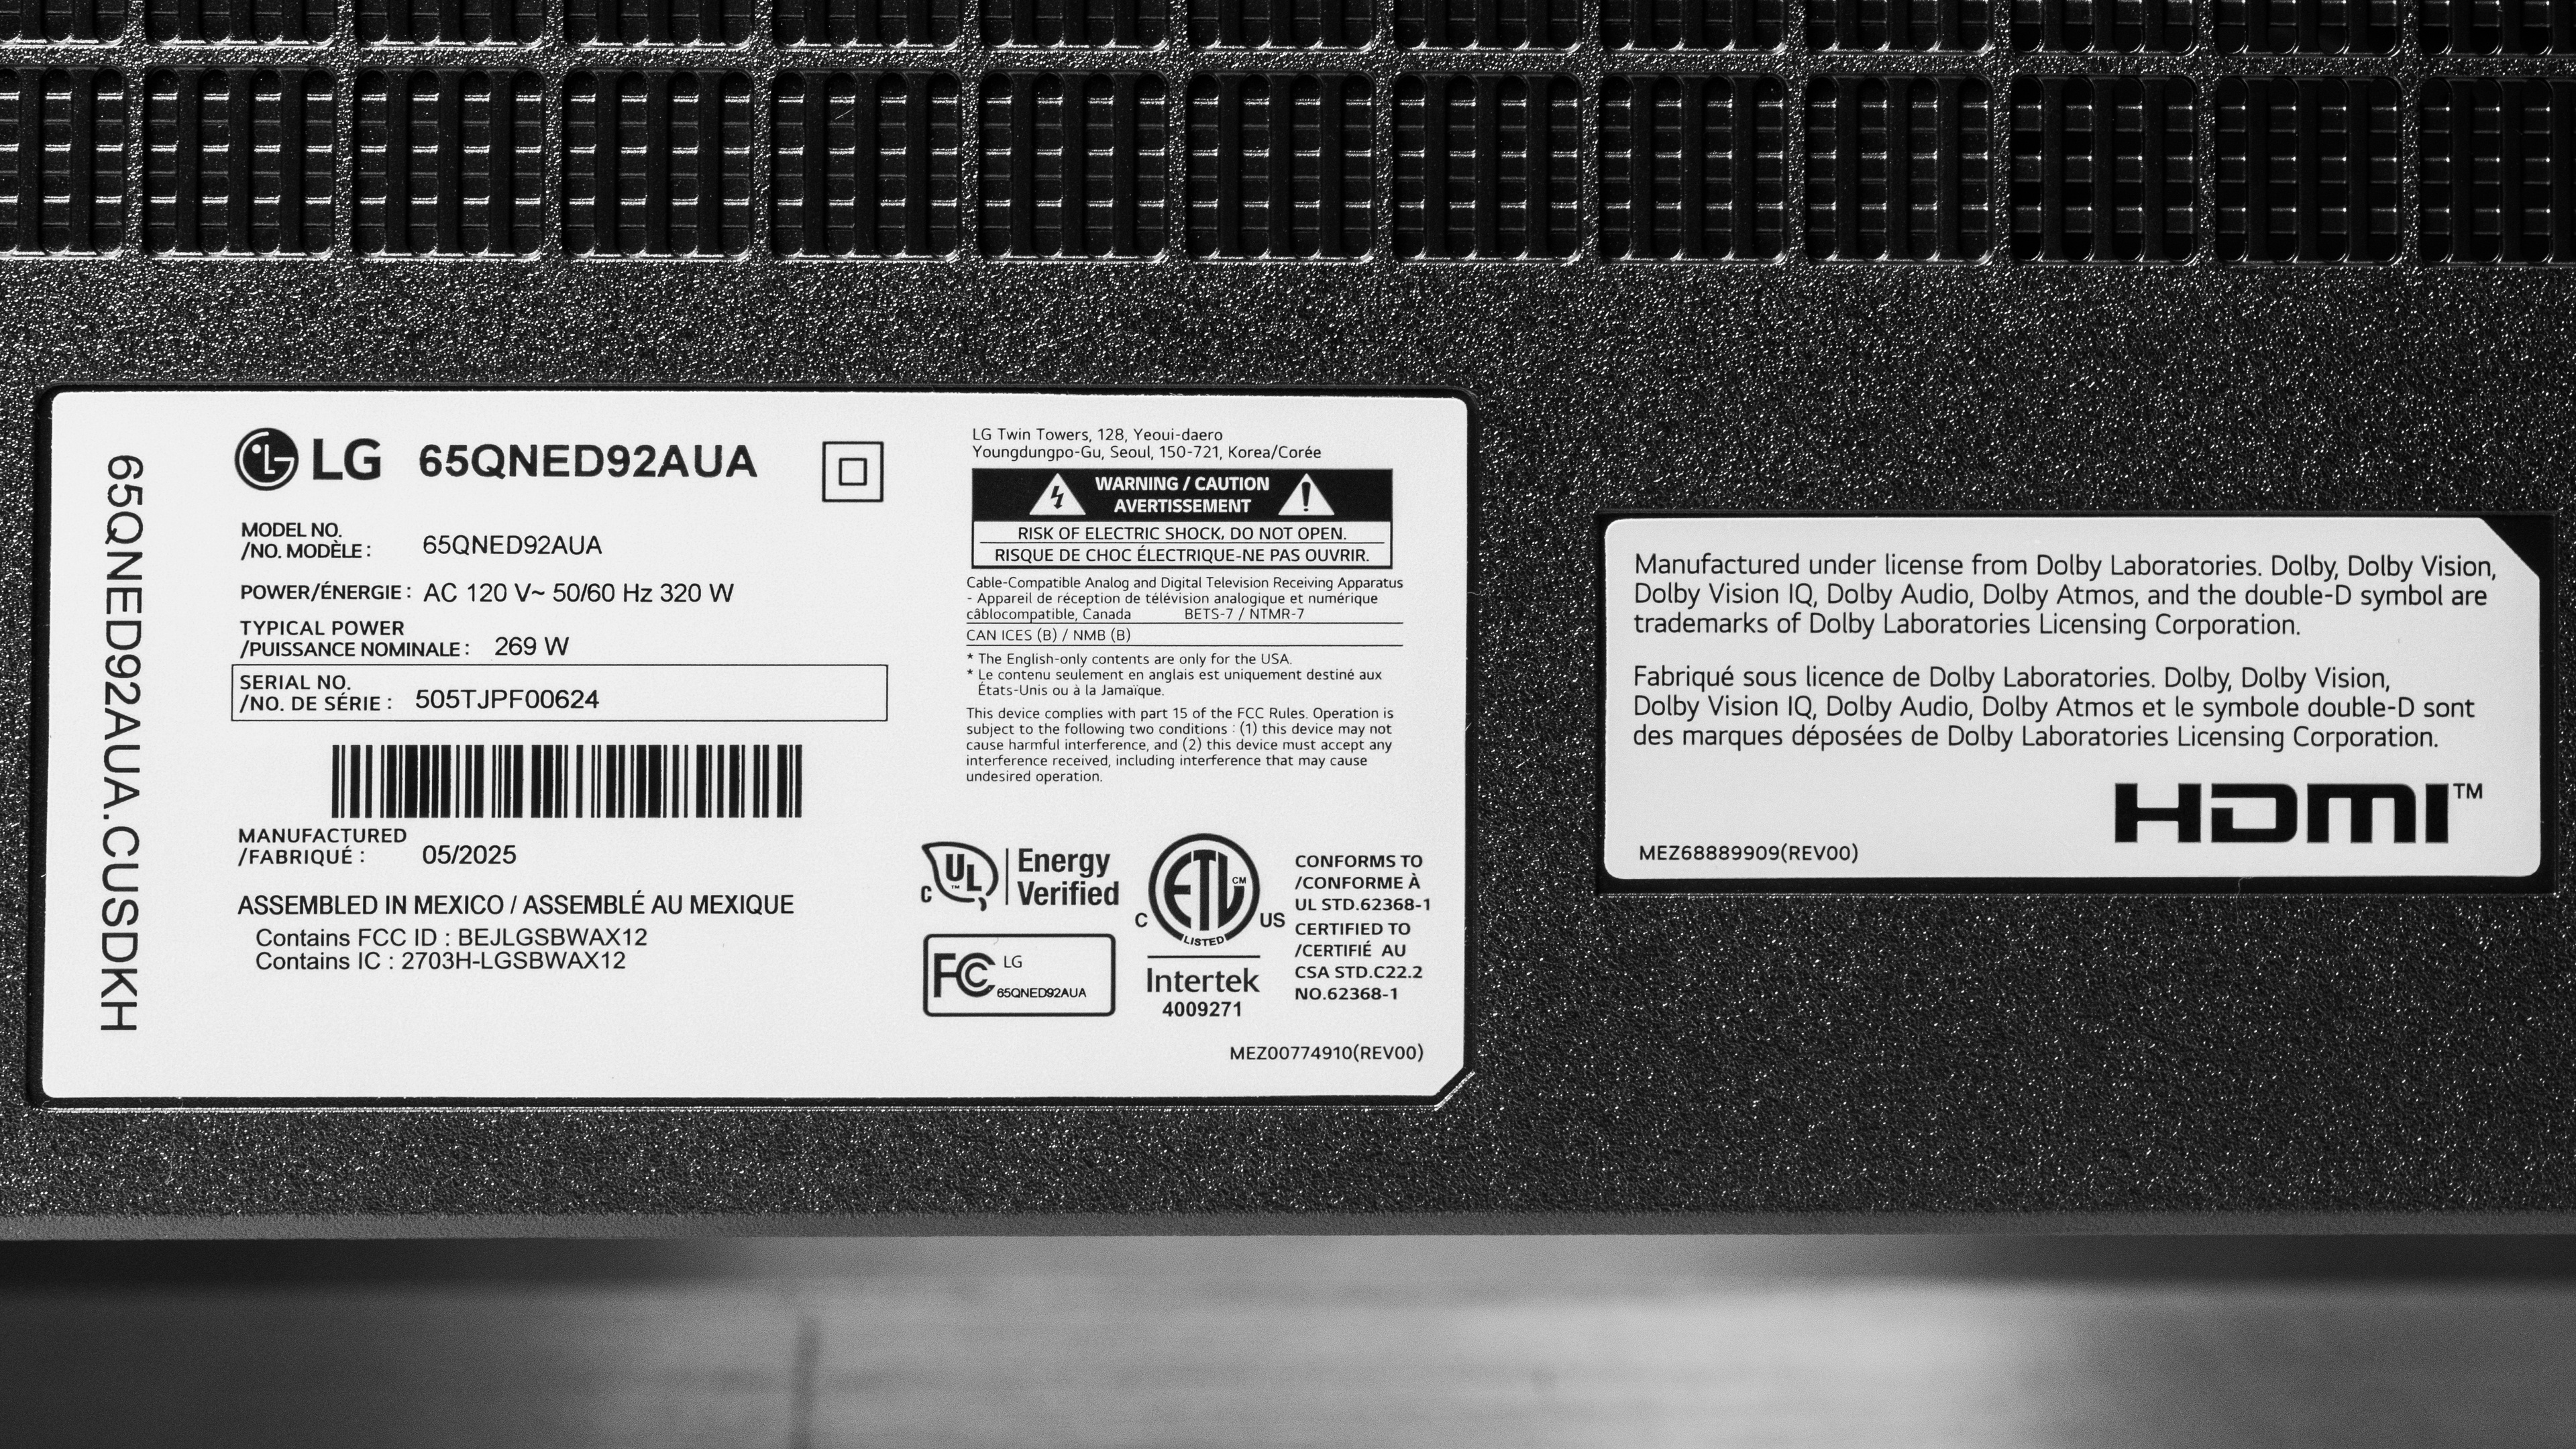 65QNED92AUA.CUSDKH
LG 65QNED92AUA
MODEL NO.
/NO. MODÈLE : 65QNED92AUA
POWER/ÉNERGIE : AC 120 V~ 50/60 Hz 320 W
TYPICAL POWER
/PUISSANCE NOMINALE : 269 W
SERIAL NO.
/NO. DE SÉRIE : 505TJPF00624
MANUFACTURED
/FABRIQUÉ : 05/2025
ASSEMBLED IN MEXICO / ASSEMBLÉ AU MEXIQUE
Contains FCC ID : BEJLGSBWAX12
Contains IC : 2703H-LGSBWAX12
LG Twin Towers, 128, Yeoui-daero
Youngdungpo-Gu, Seoul, 150-721, Korea/Corée
WARNING / CAUTION
AVERTISSEMENT
RISK OF ELECTRIC SHOCK, DO NOT OPEN.
RISQUE DE CHOC ÉLECTRIQUE-NE PAS OUVRIR.
Cable-Compatible Analog and Digital Television Receiving Apparatus
- Appareil de réception de télévision analogique et numérique
câblocompatible, Canada BETS-7 / NTMR-7
CAN ICES (B) / NMB (B)
* The English-only contents are only for the USA.
* Le contenu seulement en anglais est uniquement destiné aux
États-Unis ou à la Jamaïque.
This device complies with part 15 of the FCC Rules. Operation is
subject to the following two conditions : (1) this device may not
cause harmful interference, and (2) this device must accept any
interference received, including interference that may cause
undesired operation.
C UL ™ Energy
Verified
FC LG
65QNED92AUA
C ETL CM US
LISTED
Intertek
4009271
CONFORMS TO
/CONFORME À
UL STD.62368-1
CERTIFIED TO
/CERTIFIÉ AU
CSA STD.C22.2
NO.62368-1
MEZ00774910(REV00)
Manufactured under license from Dolby Laboratories. Dolby, Dolby Vision,
Dolby Vision IQ, Dolby Audio, Dolby Atmos, and the double-D symbol are
trademarks of Dolby Laboratories Licensing Corporation.
Fabriqué sous licence de Dolby Laboratories. Dolby, Dolby Vision,
Dolby Vision IQ, Dolby Audio, Dolby Atmos et le symbole double-D sont
des marques déposées de Dolby Laboratories Licensing Corporation.
HDMI™
MEZ68889909(REV00)